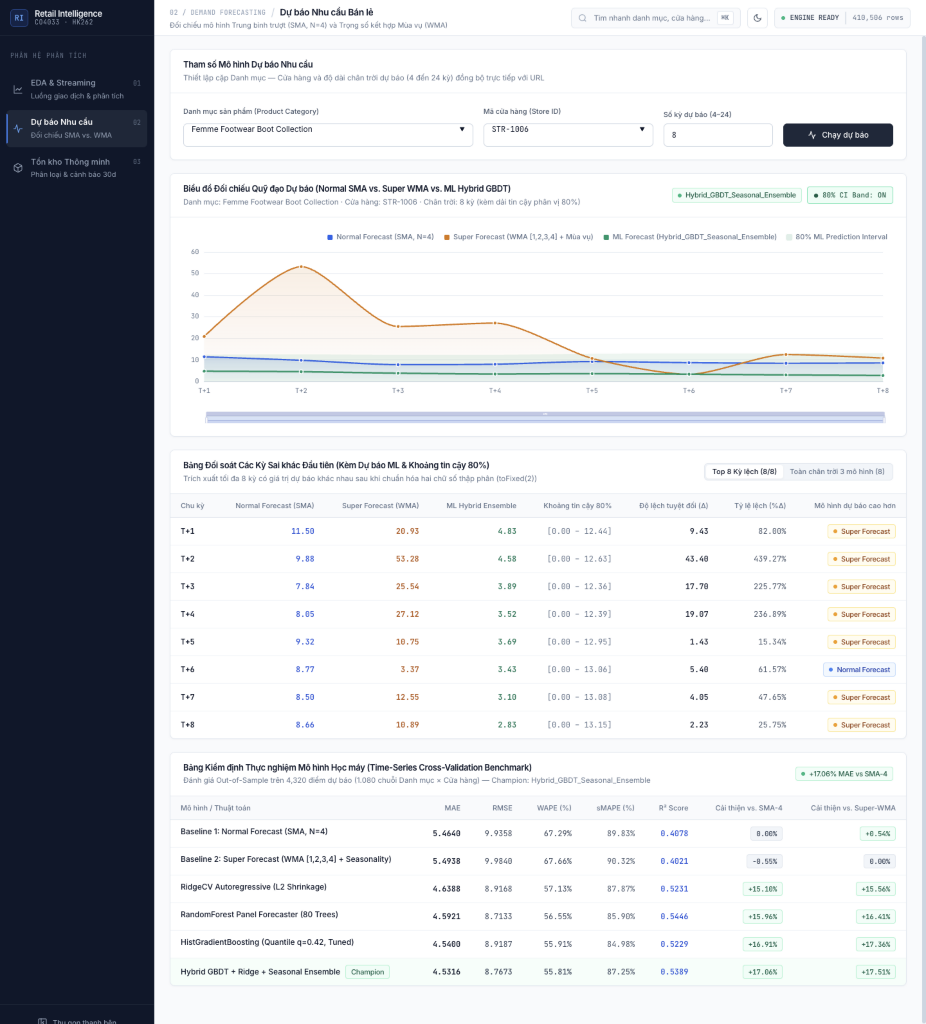 RI
Retail Intelligence
CO4033 · HK262
PHÂN HỆ PHÂN TÍCH
EDA & Streaming 01
Luồng giao dịch & phân tích
Dự báo Nhu cầu 02
Đối chiếu SMA vs. WMA
Tồn kho Thông minh 03
Phân loại & cảnh báo 30d
Thu gọn thanh bên
02 / DEMAND FORECASTING / Dự báo Nhu cầu Bán lẻ
Đối chiếu mô hình Trung bình trượt (SMA, N=4) và Trọng số kết hợp Mùa vụ (WMA)
Tìm nhanh danh mục, cửa hàng... ⌘K
ENGINE READY 410,506 rows
Tham số Mô hình Dự báo Nhu cầu
Thiết lập cặp Danh mục — Cửa hàng và độ dài chân trời dự báo (4 đến 24 kỳ) đồng bộ trực tiếp với URL
Danh mục sản phẩm (Product Category) Mã cửa hàng (Store ID) Số kỳ dự báo (4–24)
Femme Footwear Boot Collection STR-1006 8 Chạy dự báo
Biểu đồ Đối chiếu Quỹ đạo Dự báo (Normal SMA vs. Super WMA vs. ML Hybrid GBDT)
Danh mục: Femme Footwear Boot Collection · Cửa hàng: STR-1006 · Chân trời: 8 kỳ (kèm dải tin cậy phân vị 80%)
Hybrid_GBDT_Seasonal_Ensemble 80% CI Band: ON
Normal Forecast (SMA, N=4) Super Forecast (WMA [1,2,3,4] + Mùa vụ) ML Forecast (Hybrid_GBDT_Seasonal_Ensemble) 80% ML Prediction Interval
60
50
40
30
20
10
0
T+1 T+2 T+3 T+4 T+5 T+6 T+7 T+8
Bảng Đối soát Các Kỳ Sai khác Đầu tiên (Kèm Dự báo ML & Khoảng tin cậy 80%)
Trích xuất tối đa 8 kỳ có giá trị dự báo khác nhau sau khi chuẩn hóa hai chữ số thập phân (toFixed(2))
Top 8 Kỳ lệch (8/8) Toàn chân trời 3 mô hình (8)
Chu kỳ Normal Forecast (SMA) Super Forecast (WMA) ML Hybrid Ensemble Khoảng tin cậy 80% Độ lệch tuyệt đối (Δ) Tỷ lệ lệch (%Δ) Mô hình dự báo cao hơn
T+1 11.50 20.93 4.83 [0.00 – 12.44] 9.43 82.00% Super Forecast
T+2 9.88 53.28 4.58 [0.00 – 12.63] 43.40 439.27% Super Forecast
T+3 7.84 25.54 3.89 [0.00 – 12.36] 17.70 225.77% Super Forecast
T+4 8.05 27.12 3.52 [0.00 – 12.39] 19.07 236.89% Super Forecast
T+5 9.32 10.75 3.69 [0.00 – 12.95] 1.43 15.34% Super Forecast
T+6 8.77 3.37 3.43 [0.00 – 13.06] 5.40 61.57% Normal Forecast
T+7 8.50 12.55 3.10 [0.00 – 13.08] 4.05 47.65% Super Forecast
T+8 8.66 10.89 2.83 [0.00 – 13.15] 2.23 25.75% Super Forecast
Bảng Kiểm định Thực nghiệm Mô hình Học máy (Time-Series Cross-Validation Benchmark)
Đánh giá Out-of-Sample trên 4,320 điểm dự báo (1.080 chuỗi Danh mục × Cửa hàng) — Champion: Hybrid_GBDT_Seasonal_Ensemble
+17.06% MAE vs SMA-4
Mô hình / Thuật toán MAE RMSE WAPE (%) sMAPE (%) R² Score Cải thiện vs. SMA-4 Cải thiện vs. Super-WMA
Baseline 1: Normal Forecast (SMA, N=4) 5.4640 9.9358 67.29% 89.83% 0.4078 0.00% +0.54%
Baseline 2: Super Forecast (WMA [1,2,3,4] + Seasonality) 5.4938 9.9840 67.66% 90.32% 0.4021 -0.55% 0.00%
RidgeCV Autoregressive (L2 Shrinkage) 4.6388 8.9168 57.13% 87.87% 0.5231 +15.10% +15.56%
RandomForest Panel Forecaster (80 Trees) 4.5921 8.7133 56.55% 85.90% 0.5446 +15.96% +16.41%
HistGradientBoosting (Quantile q=0.42, Tuned) 4.5400 8.9187 55.91% 84.98% 0.5229 +16.91% +17.36%
Hybrid GBDT + Ridge + Seasonal Ensemble Champion 4.5316 8.7673 55.81% 87.25% 0.5389 +17.06% +17.51%